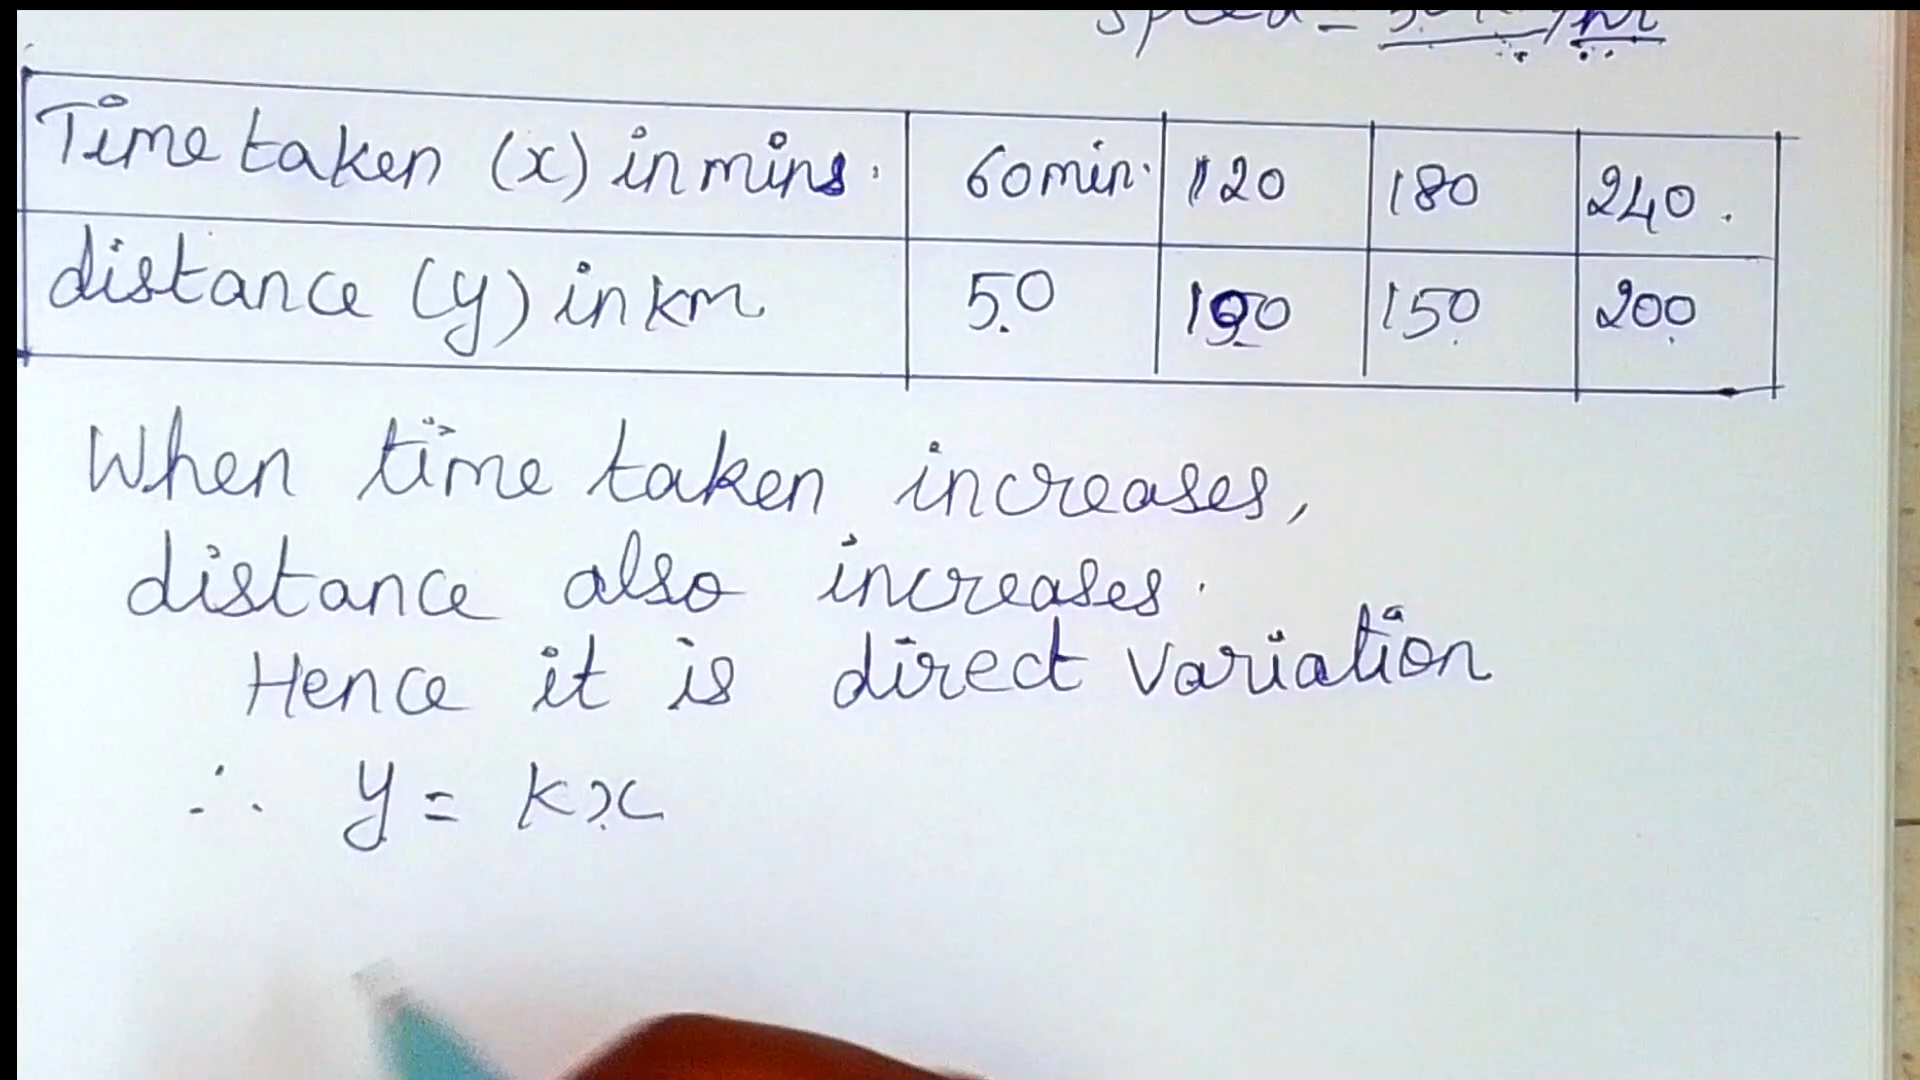 Time taken (x) in mins. 60 min. 120 180 240.
distance (y) in km 50 100 150 200
When time taken increases,
distance also increases.
Hence it is direct variation
∴ y = kx